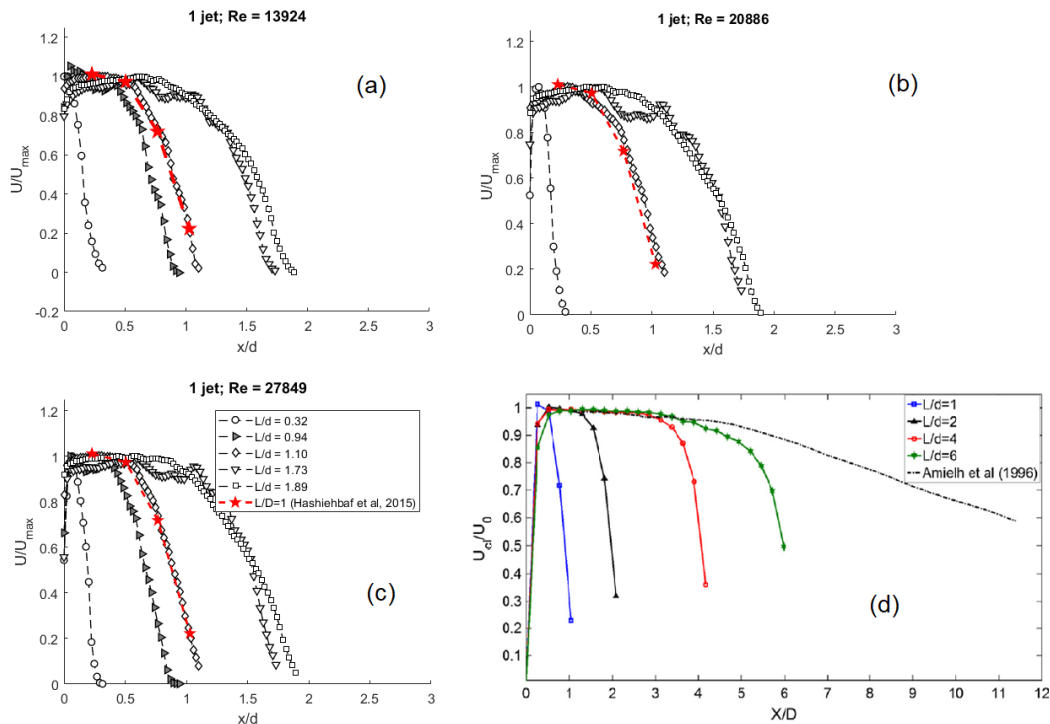 1 jet; Re = 13924
U/U_max
1.2
1
0.8
0.6
0.4
0.2
0
-0.2
0 0.5 1 1.5 2 2.5 3
x/d
(a)
1 jet; Re = 20886
U/U_max
1.2
1
0.8
0.6
0.4
0.2
0
0 0.5 1 1.5 2 2.5 3
x/d
(b)
1 jet; Re = 27849
U/U_max
1.2
1
0.8
0.6
0.4
0.2
0
0 0.5 1 1.5 2 2.5 3
x/d
L/d = 0.32
L/d = 0.94
L/d = 1.10
L/d = 1.73
L/d = 1.89
L/D=1 (Hashiehbaf et al, 2015)
(c)
U_cl/U_0
1
0.9
0.8
0.7
0.6
0.5
0.4
0.3
0.2
0.1
0 1 2 3 4 5 6 7 8 9 10 11 12
X/D
L/d=1
L/d=2
L/d=4
L/d=6
Amielh et al (1996)
(d)